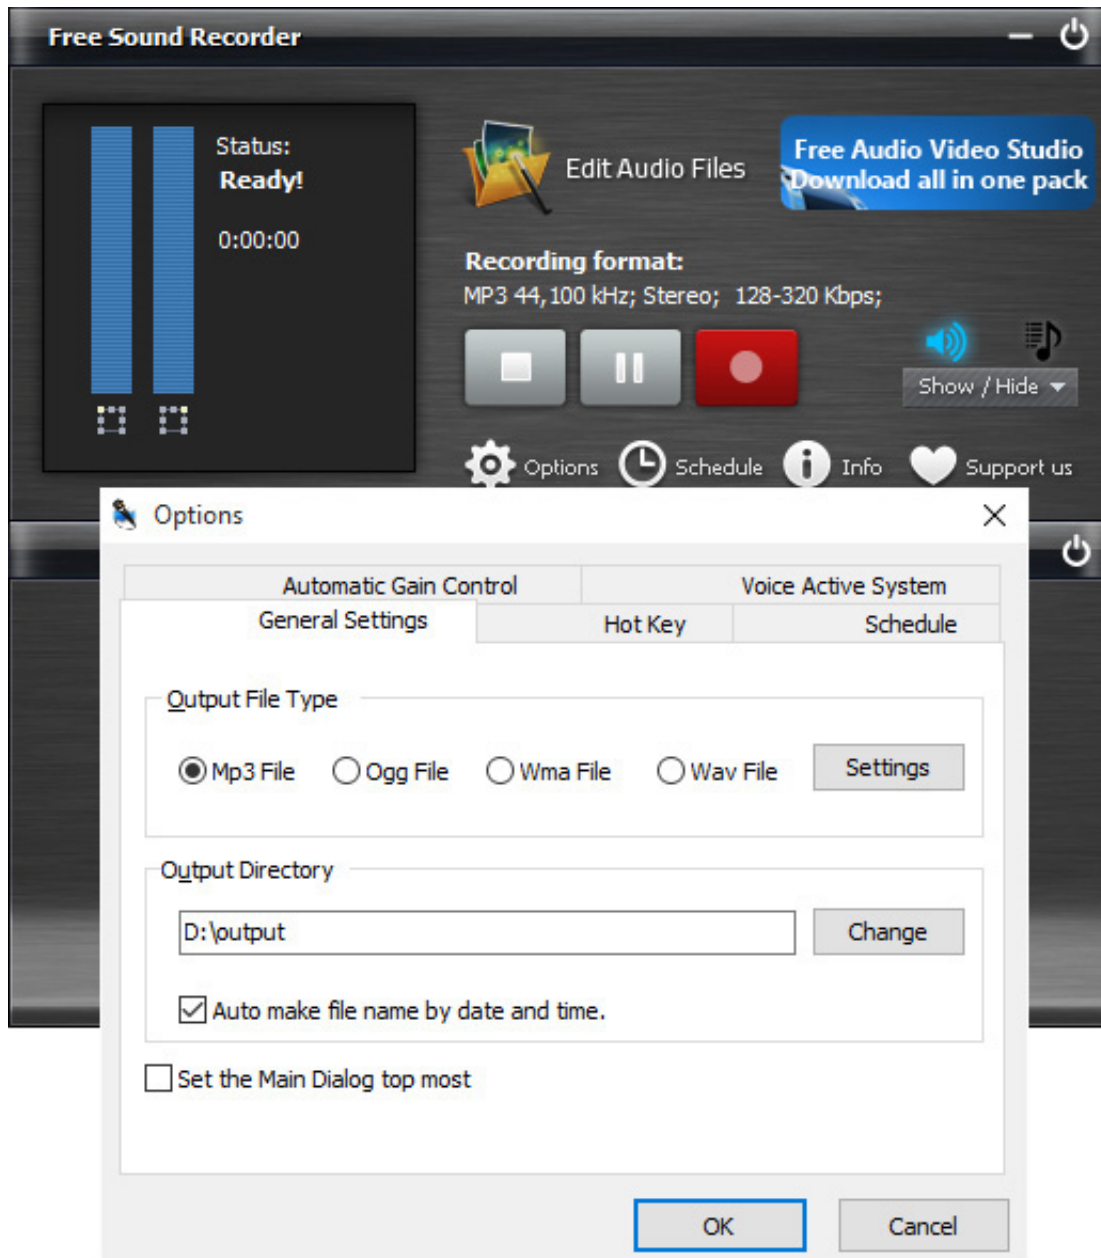 Free Sound Recorder
Status:
Ready!
0:00:00
Edit Audio Files
Free Audio Video Studio
Download all in one pack
Recording format:
MP3 44,100 kHz; Stereo;  128-320 Kbps;
Show / Hide
Options
Schedule
Info
Support us
Options
Automatic Gain Control
Voice Active System
General Settings
Hot Key
Schedule
Output File Type
Mp3 File
Ogg File
Wma File
Wav File
Settings
Output Directory
D:\output
Change
Auto make file name by date and time.
Set the Main Dialog top most
OK
Cancel